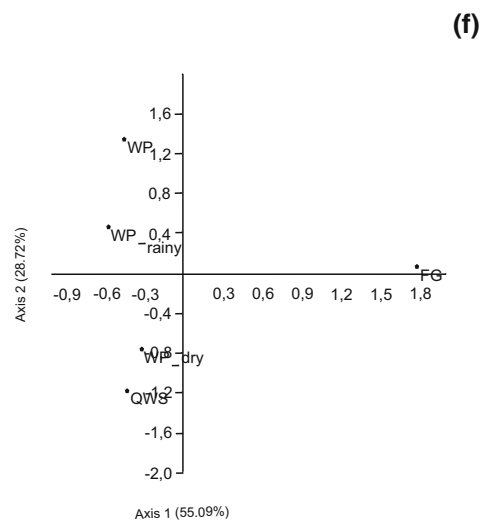 (f)
1,6
WP
1,2
0,8
0,4
WP_rainy
FG
-0,9 -0,6 -0,3 0,3 0,6 0,9 1,2 1,5 1,8
-0,4
-0,8
WP_dry
-1,2
QWS
-1,6
-2,0
Axis 2 (28.72%)
Axis 1 (55.09%)